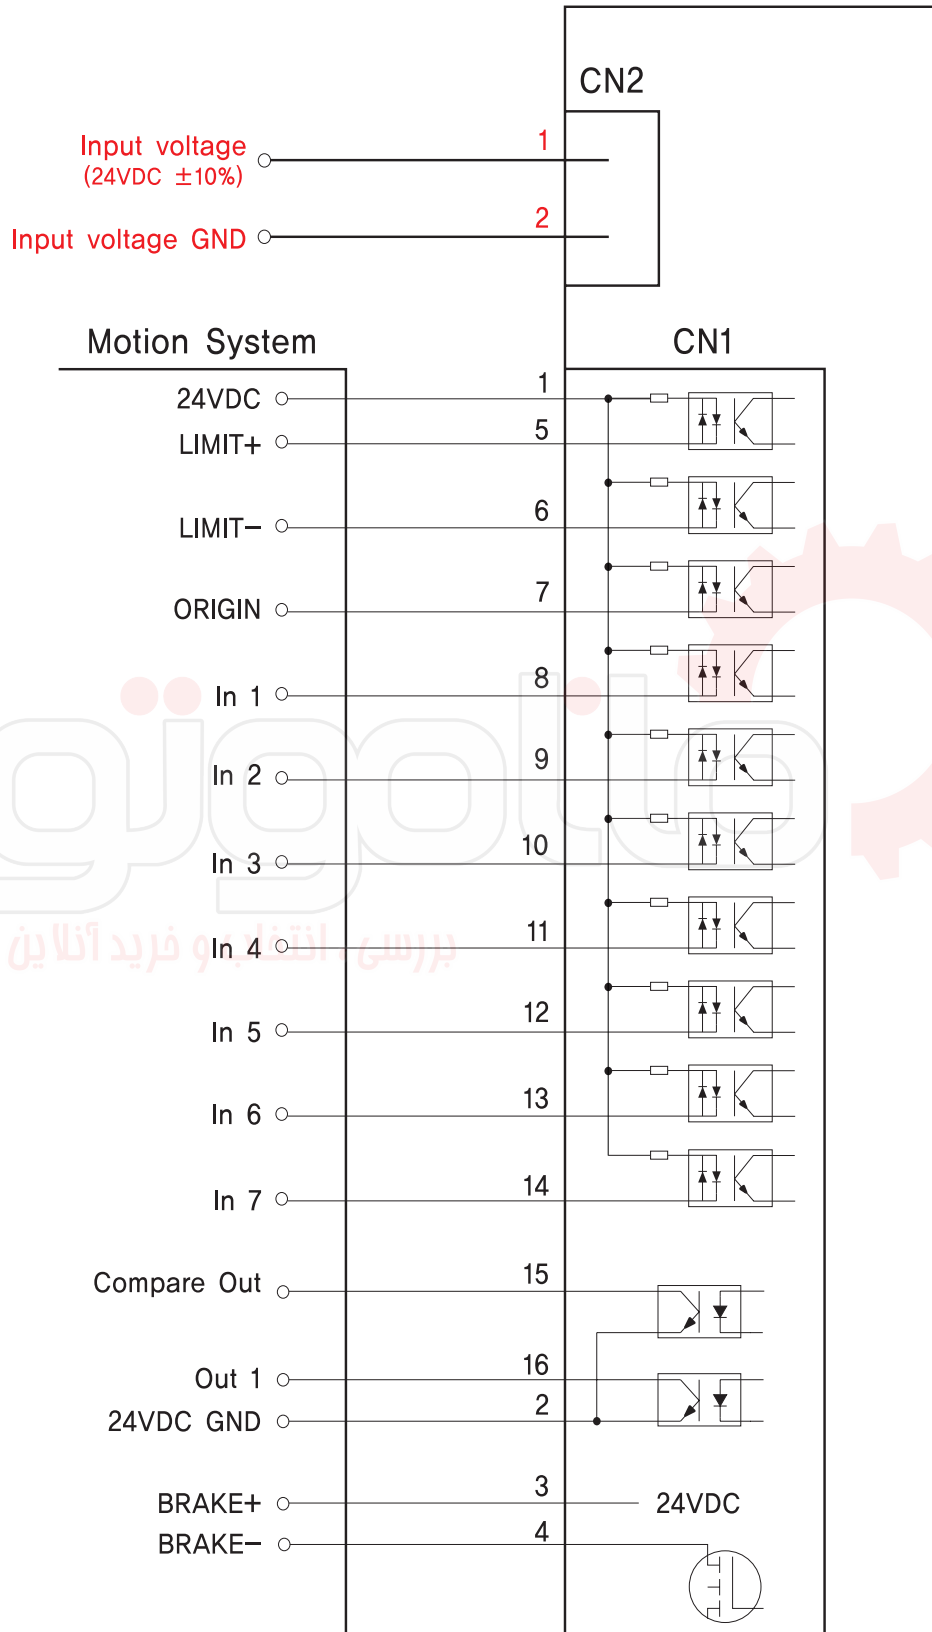 CN2
Input voltage 1
(24VDC ±10%)
Input voltage GND 2
Motion System CN1
24VDC 1
LIMIT+ 5
LIMIT− 6
ORIGIN 7
In 1 8
In 2 9
In 3 10
In 4 11
In 5 12
In 6 13
In 7 14
Compare Out 15
Out 1 16
24VDC GND 2
BRAKE+ 3 24VDC
BRAKE− 4
بررسی ، انتخاب و خرید آنلاین